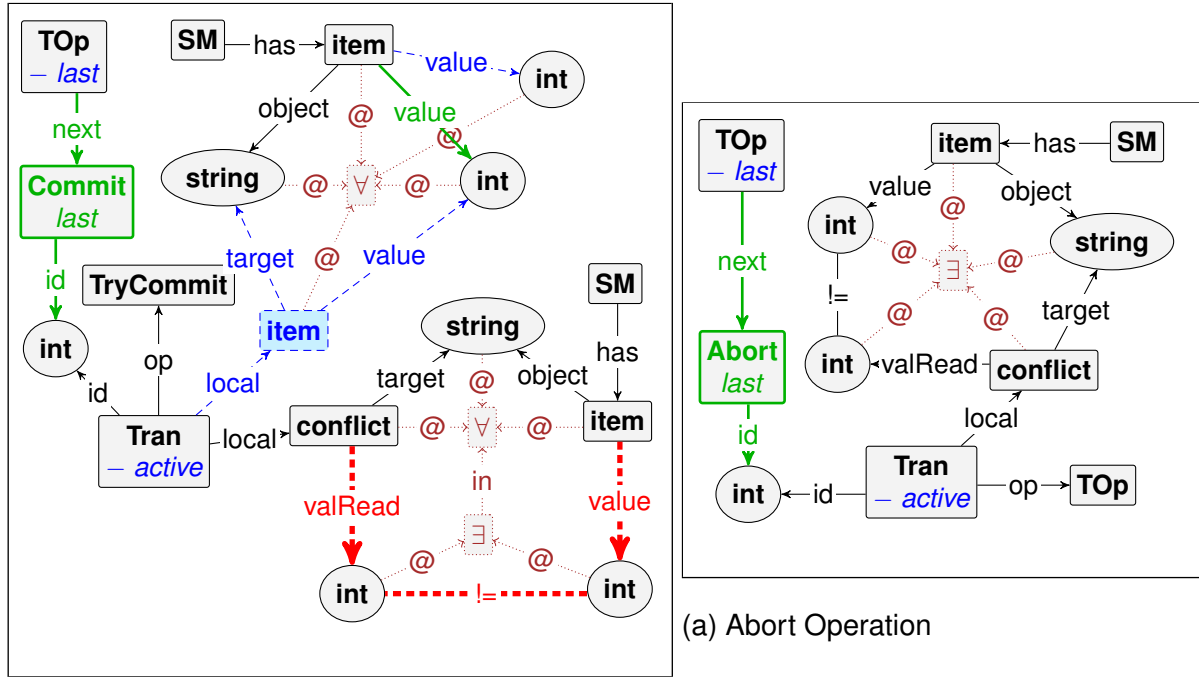 TOp
− last
SM
has
item
value
int
object
@
value
@
next
string
@
∀
@
int
Commit
last
@
target
value
id
TryCommit
SM
item
string
int
op
has
local
target
@
object
id
Tran
− active
local
conflict
@
∀
@
item
in
valRead
value
∃
@
@
int
!=
int
TOp
− last
item
has
SM
value
object
@
int
@
∃
@
string
next
!=
@
@
target
Abort
last
int
valRead
conflict
local
id
Tran
− active
int
id
op
TOp
(a) Abort Operation